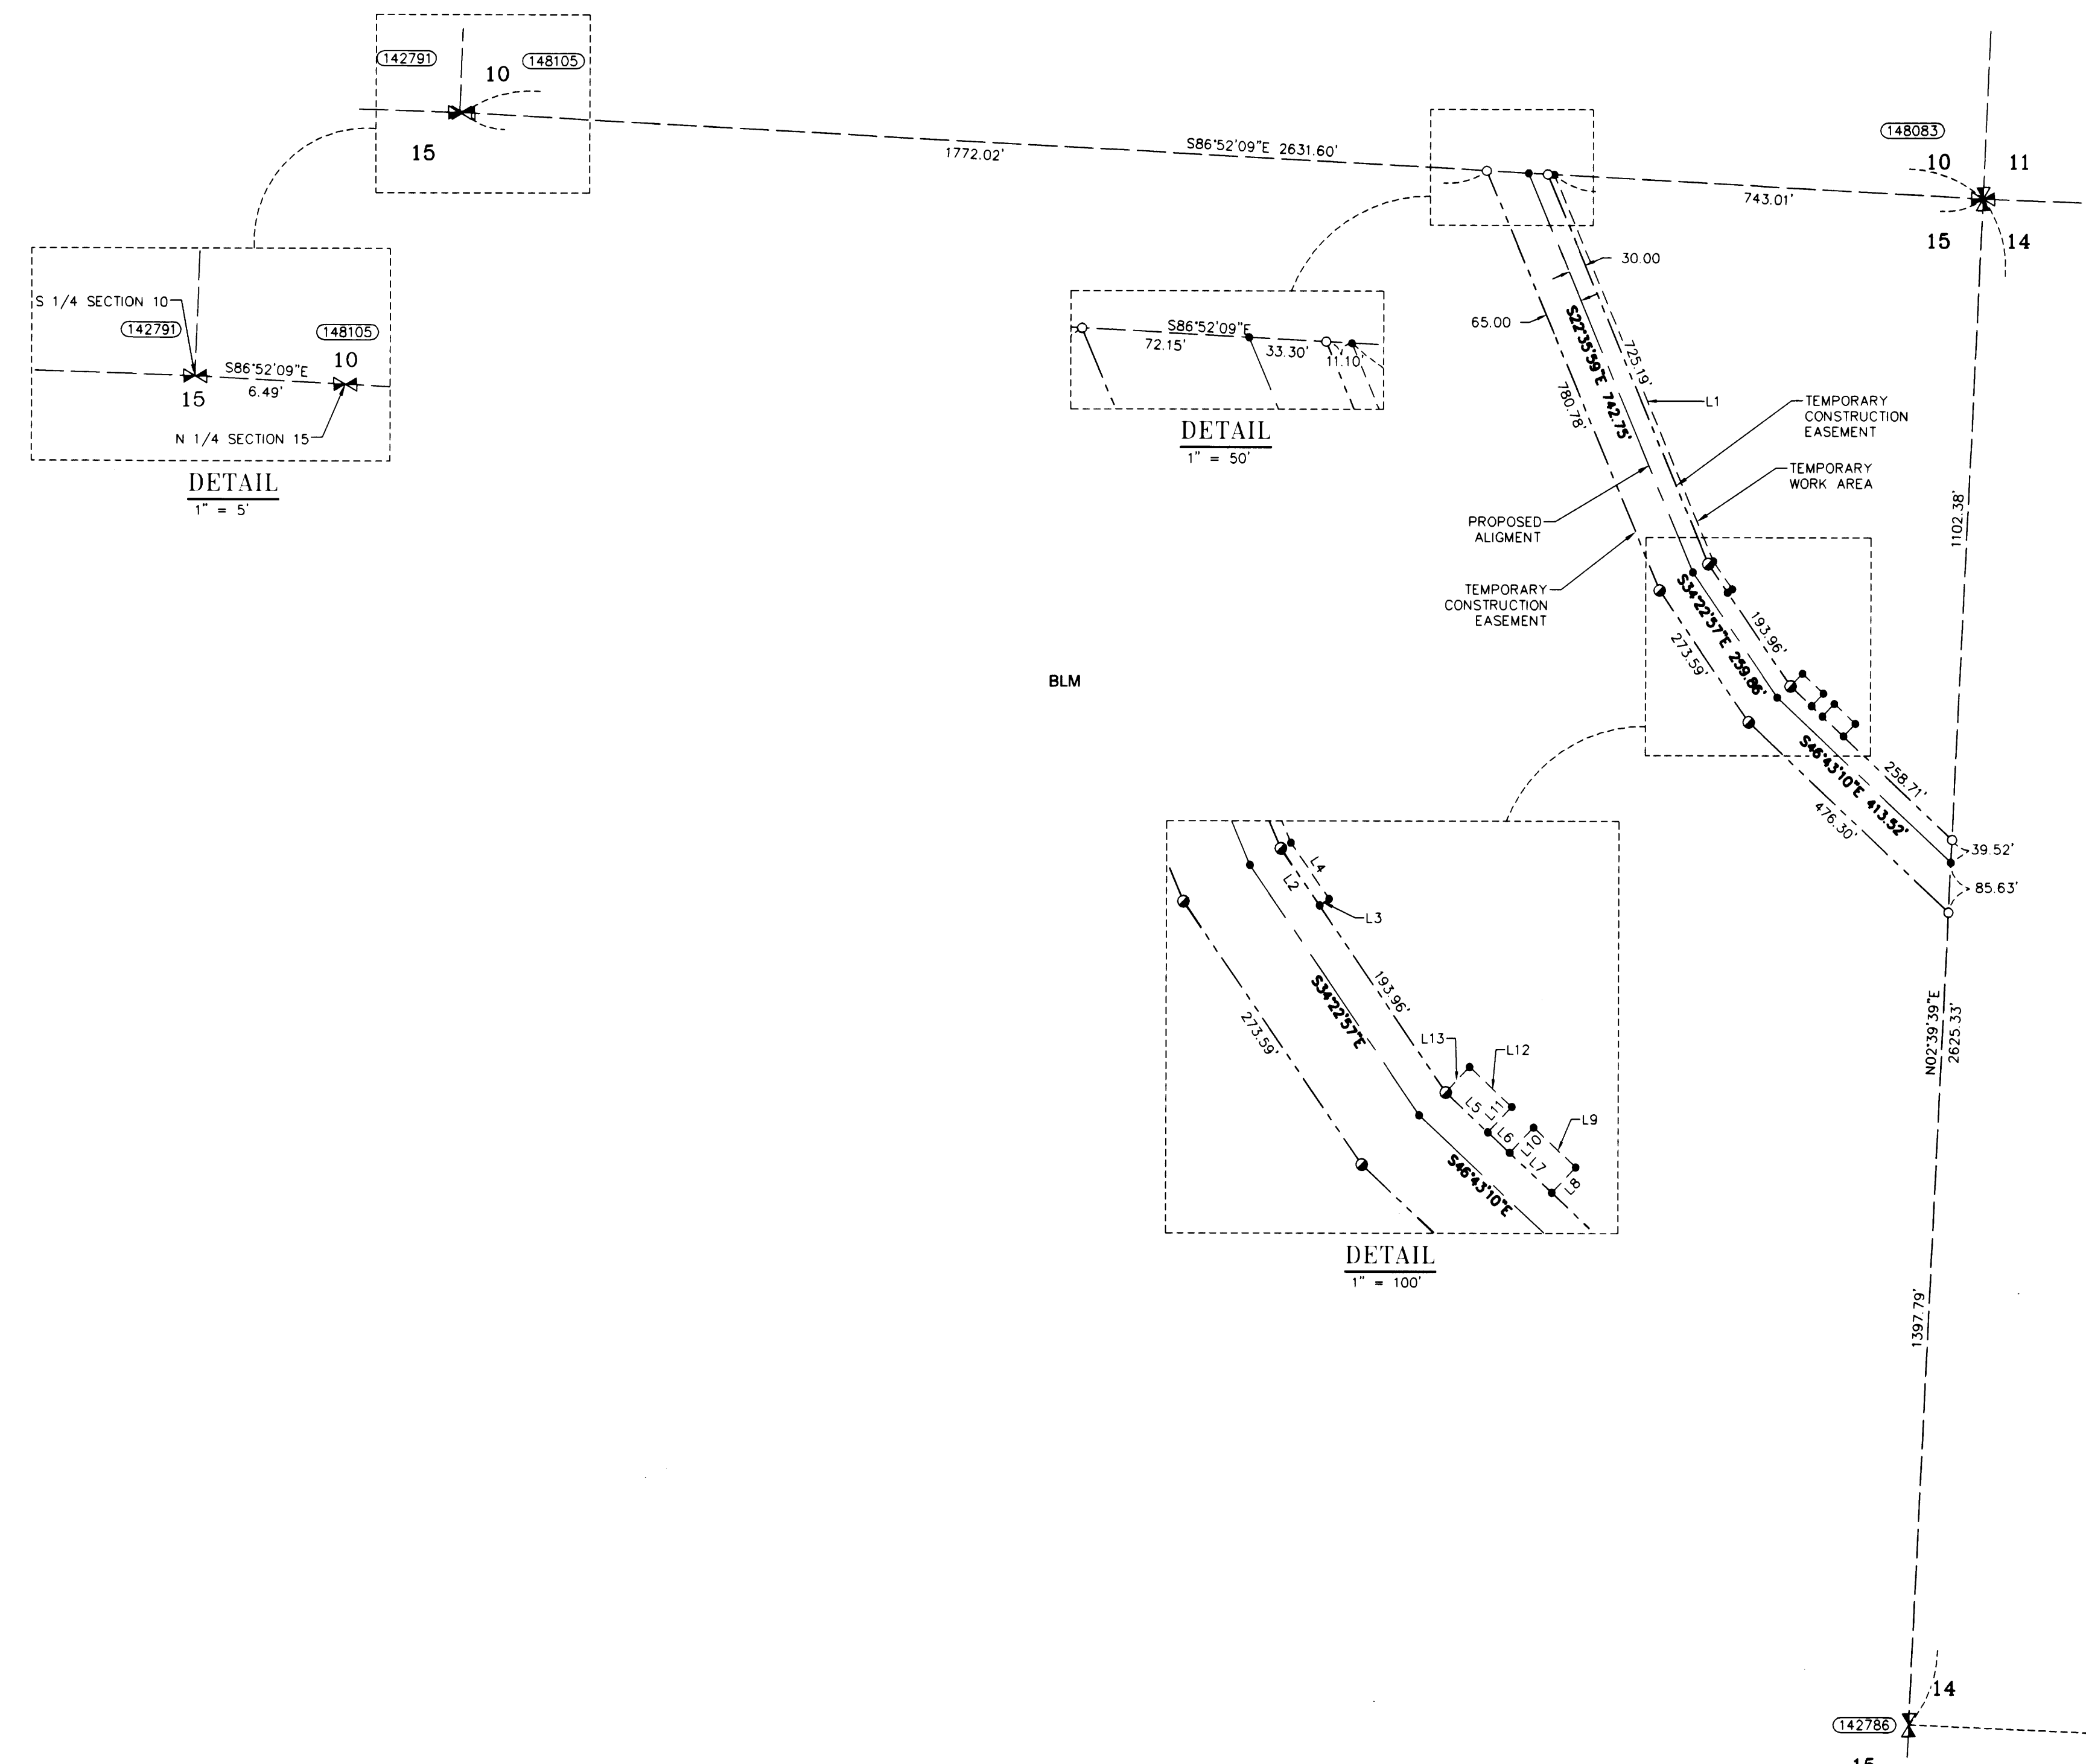 142791
10
148105
15
S86°52'09"E 2631.60'
1772.02'
148083
10
11
743.01'
15
14
S 1/4 SECTION 10
142791
148105
10
S86°52'09"E
6.49'
15
N 1/4 SECTION 15
DETAIL
1" = 5'
S86°52'09"E
72.15'
33.30'
11.10'
DETAIL
1" = 50'
30.00
65.00
S22°35'59"E 742.75'
725.19'
780.78'
L1
TEMPORARY
CONSTRUCTION
EASEMENT
TEMPORARY
WORK AREA
PROPOSED
ALIGMENT
TEMPORARY
CONSTRUCTION
EASEMENT
1102.38'
S34°22'57"E 259.86'
193.96'
273.59'
BLM
S46°43'10"E 413.52'
258.71'
476.30'
39.52'
85.63'
L4
L2
L3
193.96'
S34°22'57"E
273.59'
L13
L12
L5
L11
L6
L10
L9
L7
L8
S46°43'10"E
DETAIL
1" = 100'
N02°39'39"E
2625.33'
1397.79'
14
142786
15